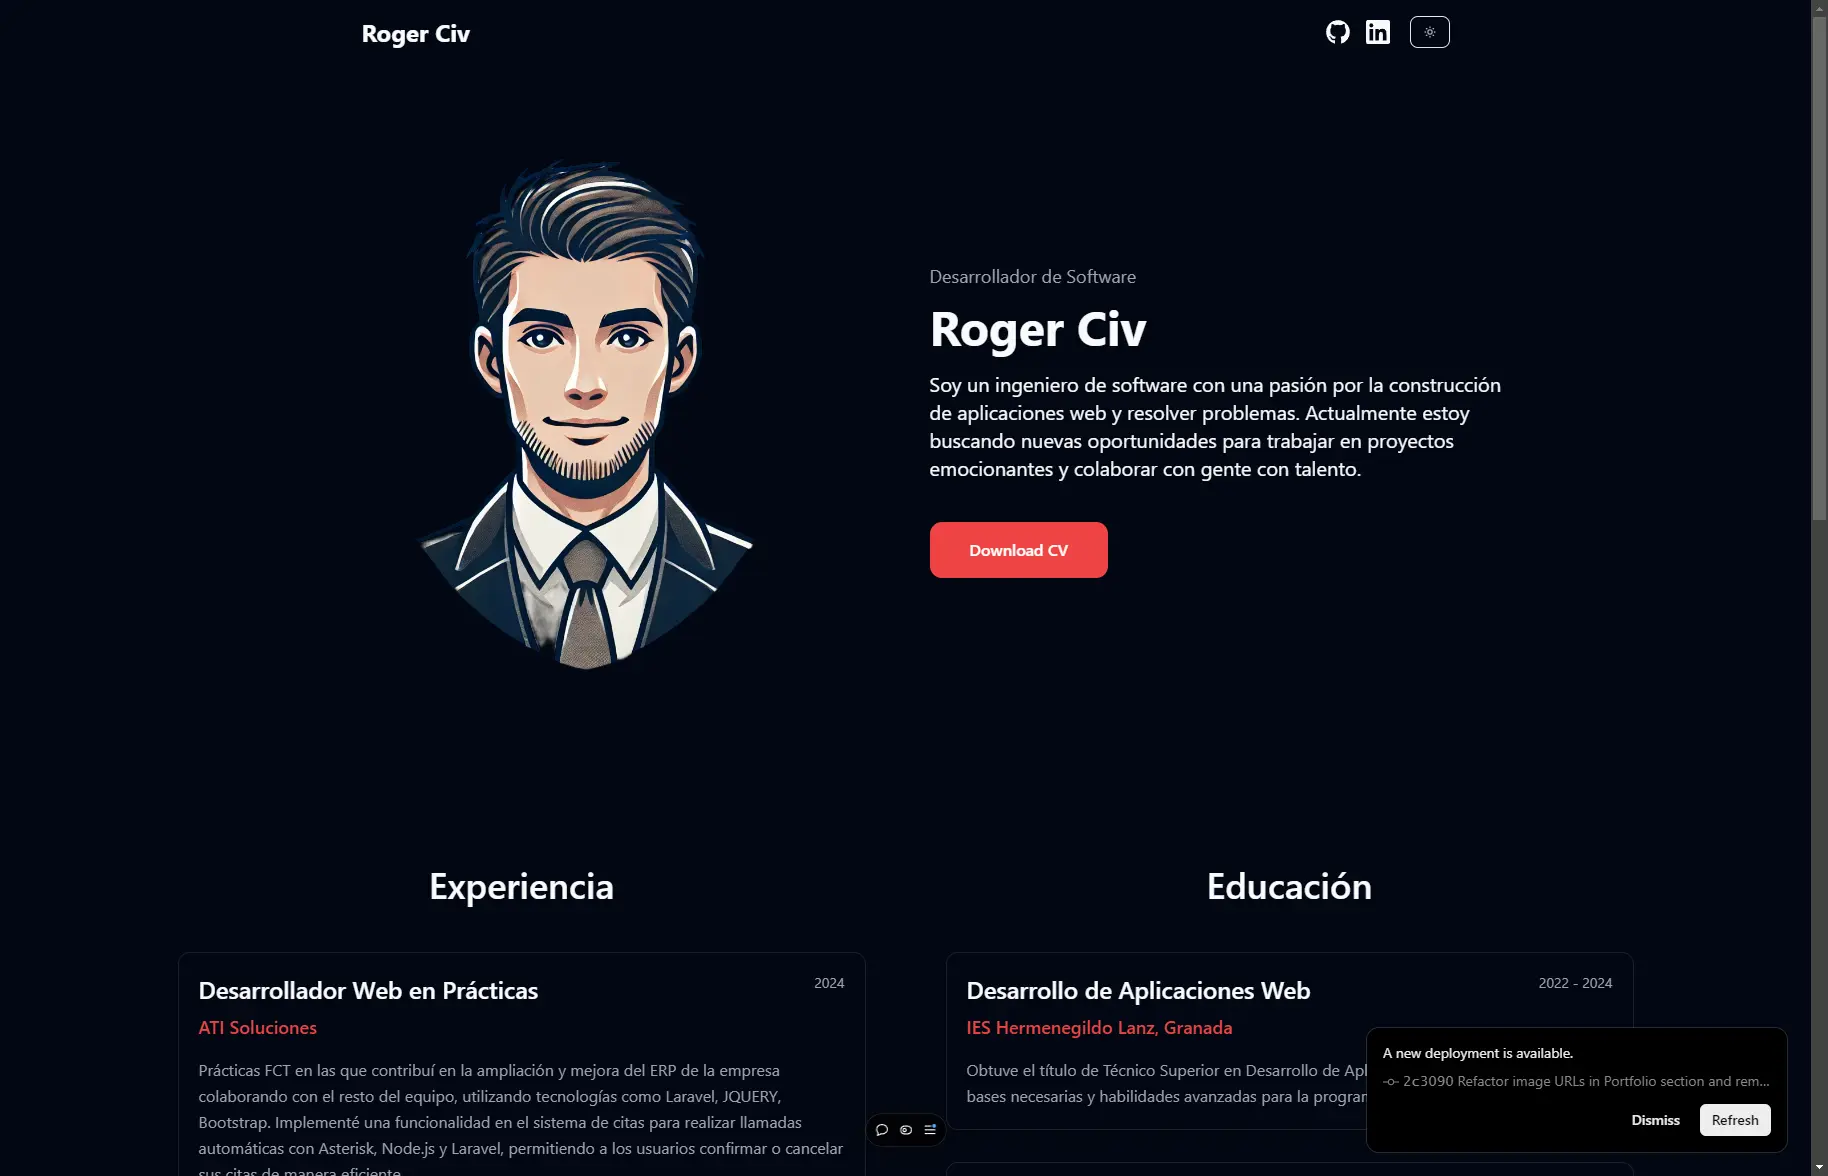 Roger Civ
Desarrollador de Software
Roger Civ
Soy un ingeniero de software con una pasión por la construcción
de aplicaciones web y resolver problemas. Actualmente estoy
buscando nuevas oportunidades para trabajar en proyectos
emocionantes y colaborar con gente con talento.
Download CV
Experiencia
Desarrollador Web en Prácticas
2024
ATI Soluciones
Prácticas FCT en las que contribuí en la ampliación y mejora del ERP de la empresa
colaborando con el resto del equipo, utilizando tecnologías como Laravel, JQUERY,
Bootstrap. Implementé una funcionalidad en el sistema de citas para realizar llamadas
automáticas con Asterisk, Node.js y Laravel, permitiendo a los usuarios confirmar o cancelar
sus citas de manera eficiente.
Educación
Desarrollo de Aplicaciones Web
2022 - 2024
IES Hermenegildo Lanz, Granada
Obtuve el título de Técnico Superior en Desarrollo de Apl
bases necesarias y habilidades avanzadas para la program
A new deployment is available.
2c3090 Refactor image URLs in Portfolio section and rem...
Dismiss
Refresh